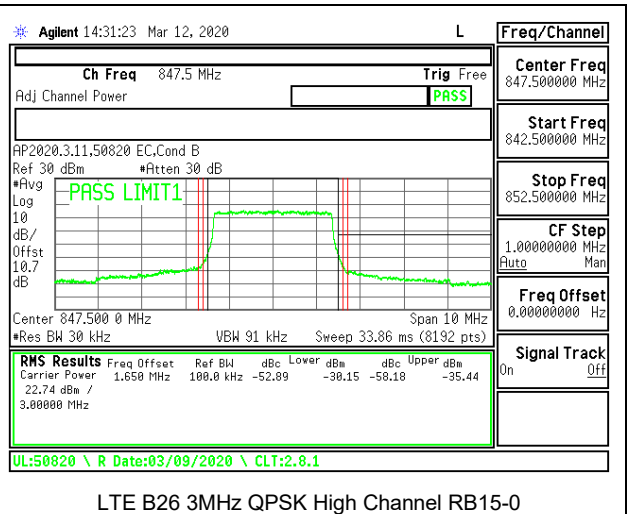 Agilent 14:31:23 Mar 12, 2020 L Freq/Channel
Ch Freq 847.5 MHz Trig Free
Adj Channel Power PASS
AP2020.3.11,50820 EC,Cond B
Ref 30 dBm #Atten 30 dB
#Avg
Log
10
dB/
Offst
10.7
dB
PASS LIMIT1
Center 847.500 0 MHz Span 10 MHz
#Res BW 30 kHz VBW 91 kHz Sweep 33.86 ms (8192 pts)
RMS Results Freq Offset Ref BW dBc Lower dBm dBc Upper dBm
Carrier Power 1.650 MHz 100.0 kHz -52.89 -30.15 -58.18 -35.44
22.74 dBm /
3.00000 MHz
UL:50820 \ R Date:03/09/2020 \ CLT:2.8.1
Center Freq
847.500000 MHz
Start Freq
842.500000 MHz
Stop Freq
852.500000 MHz
CF Step
1.00000000 MHz
Auto Man
Freq Offset
0.00000000 Hz
Signal Track
On Off
LTE B26 3MHz QPSK High Channel RB15-0